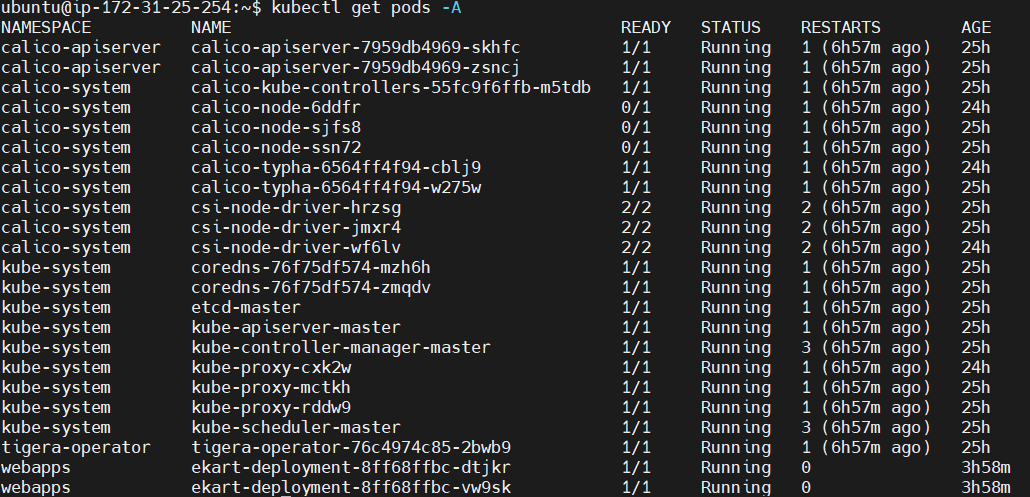 ubuntu@ip-172-31-25-254:~$ kubectl get pods -A
NAMESPACE NAME READY STATUS RESTARTS AGE
calico-apiserver calico-apiserver-7959db4969-skhfc 1/1 Running 1 (6h57m ago) 25h
calico-apiserver calico-apiserver-7959db4969-zsncj 1/1 Running 1 (6h57m ago) 25h
calico-system calico-kube-controllers-55fc9f6ffb-m5tdb 1/1 Running 1 (6h57m ago) 25h
calico-system calico-node-6ddfr 0/1 Running 1 (6h57m ago) 24h
calico-system calico-node-sjfs8 0/1 Running 1 (6h57m ago) 25h
calico-system calico-node-ssn72 0/1 Running 1 (6h57m ago) 25h
calico-system calico-typha-6564ff4f94-cblj9 1/1 Running 1 (6h57m ago) 24h
calico-system calico-typha-6564ff4f94-w275w 1/1 Running 1 (6h57m ago) 25h
calico-system csi-node-driver-hrzsg 2/2 Running 2 (6h57m ago) 25h
calico-system csi-node-driver-jmxr4 2/2 Running 2 (6h57m ago) 25h
calico-system csi-node-driver-wf6lv 2/2 Running 2 (6h57m ago) 24h
kube-system coredns-76f75df574-mzh6h 1/1 Running 1 (6h57m ago) 25h
kube-system coredns-76f75df574-zmqdv 1/1 Running 1 (6h57m ago) 25h
kube-system etcd-master 1/1 Running 1 (6h57m ago) 25h
kube-system kube-apiserver-master 1/1 Running 1 (6h57m ago) 25h
kube-system kube-controller-manager-master 1/1 Running 3 (6h57m ago) 25h
kube-system kube-proxy-cxk2w 1/1 Running 1 (6h57m ago) 24h
kube-system kube-proxy-mctkh 1/1 Running 1 (6h57m ago) 25h
kube-system kube-proxy-rddw9 1/1 Running 1 (6h57m ago) 25h
kube-system kube-scheduler-master 1/1 Running 3 (6h57m ago) 25h
tigera-operator tigera-operator-76c4974c85-2bwb9 1/1 Running 1 (6h57m ago) 25h
webapps ekart-deployment-8ff68ffbc-dtjkr 1/1 Running 0 3h58m
webapps ekart-deployment-8ff68ffbc-vw9sk 1/1 Running 0 3h58m